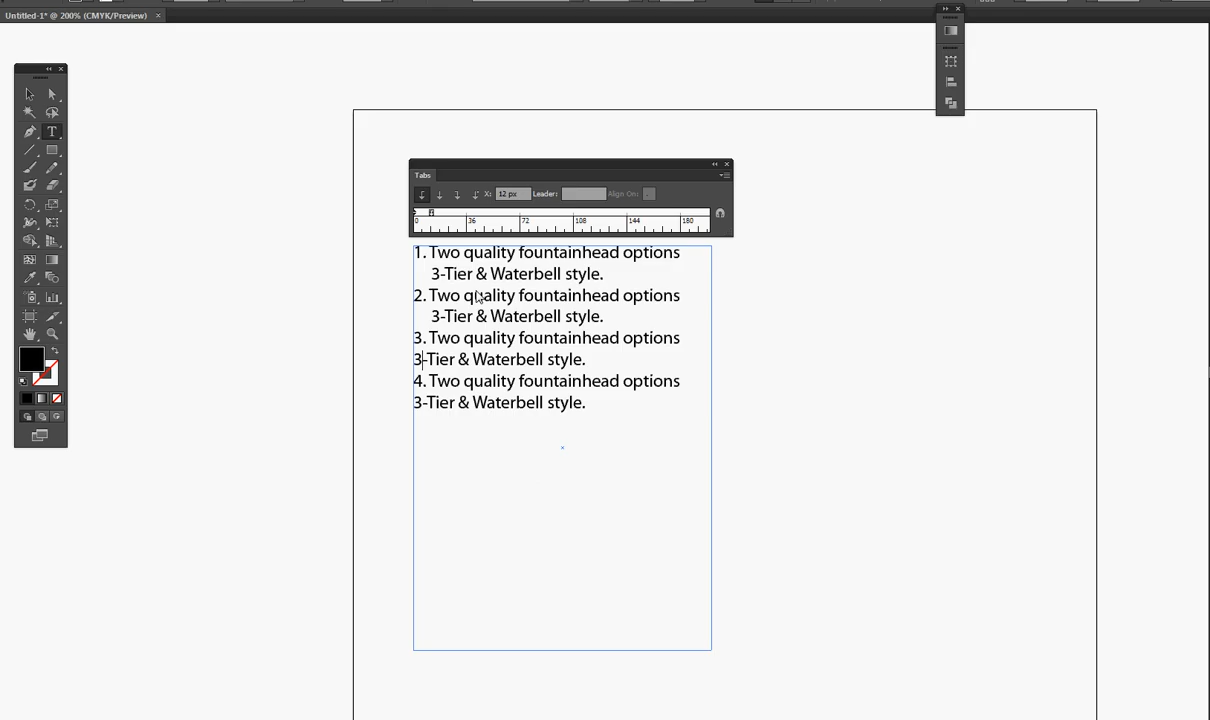 Untitled-1* @ 200% (CMYK/Preview) ×
Tabs
X: 12 px Leader: Align On: .
0 36 72 108 144 180
1. Two quality fountainhead options
3-Tier & Waterbell style.
2. Two quality fountainhead options
3-Tier & Waterbell style.
3. Two quality fountainhead options
3-Tier & Waterbell style.
4. Two quality fountainhead options
3-Tier & Waterbell style.